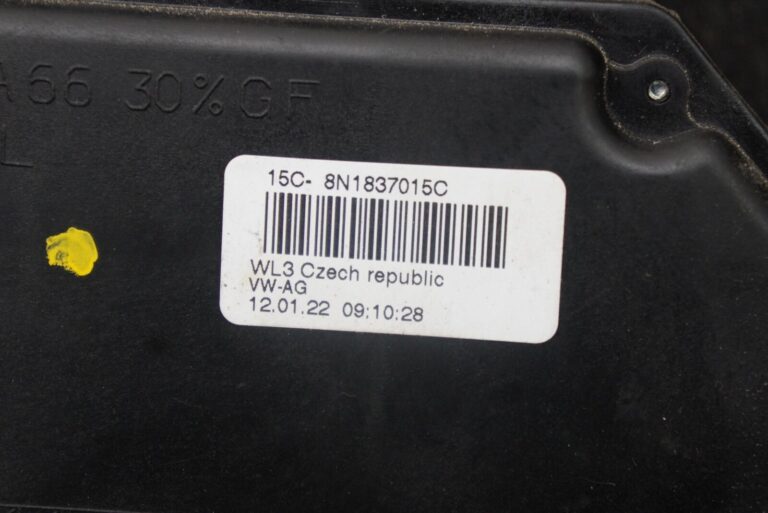 A66 30%GF
L
15C- 8N1837015C
WL3 Czech republic
VW-AG
12.01.22 09:10:28